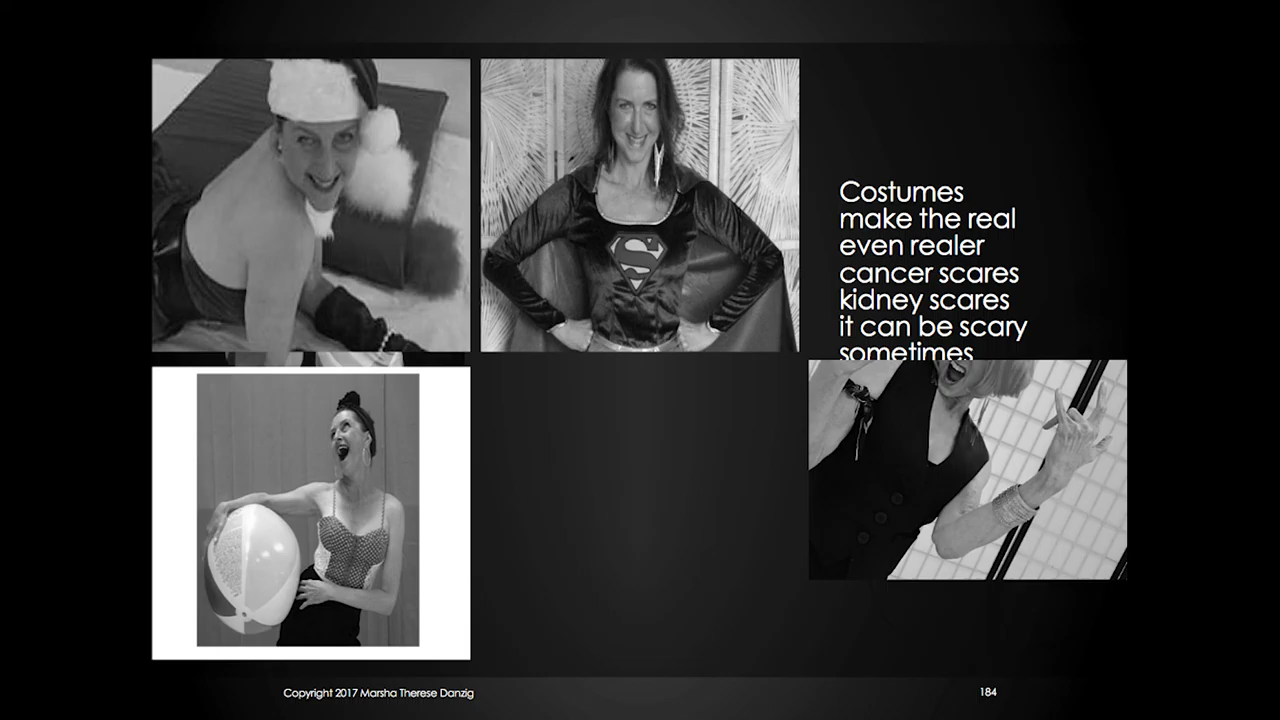 Costumes
make the real
even realer
cancer scares
kidney scares
it can be scary
sometimes
S
Copyright 2017 Marsha Therese Danzig
184